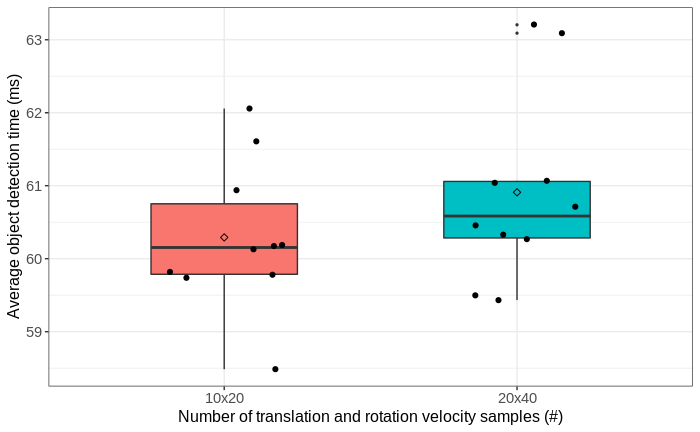 Average object detection time (ms)
63
62
61
60
59
10x20
20x40
Number of translation and rotation velocity samples (#)